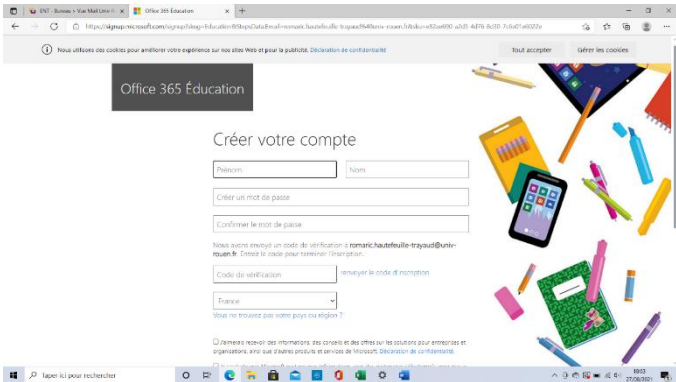 ENT - Bureau > Vue Mail Univ-R
Office 365 Éducation
Nous utilisons des cookies pour améliorer votre expérience sur nos sites Web et pour la publicité. Déclaration de confidentialité
Tout accepter
Gérer les cookies
Office 365 Éducation
Créer votre compte
Prénom
Nom
Créer un mot de passe
Confirmer le mot de passe
Nous avons envoyé un code de vérification à romaric.hautefeuille-trayaud@univ-
rouen.fr. Entrez le code pour terminer l'inscription.
Code de vérification
renvoyer le code d'inscription
France
Vous ne trouvez pas votre pays ou région ?
J'aimerais recevoir des informations, des conseils et des offres sur les solutions pour entreprises et
organisations, ainsi que d'autres produits et services de Microsoft. Déclaration de confidentialité.
Taper ici pour rechercher
27/08/2021